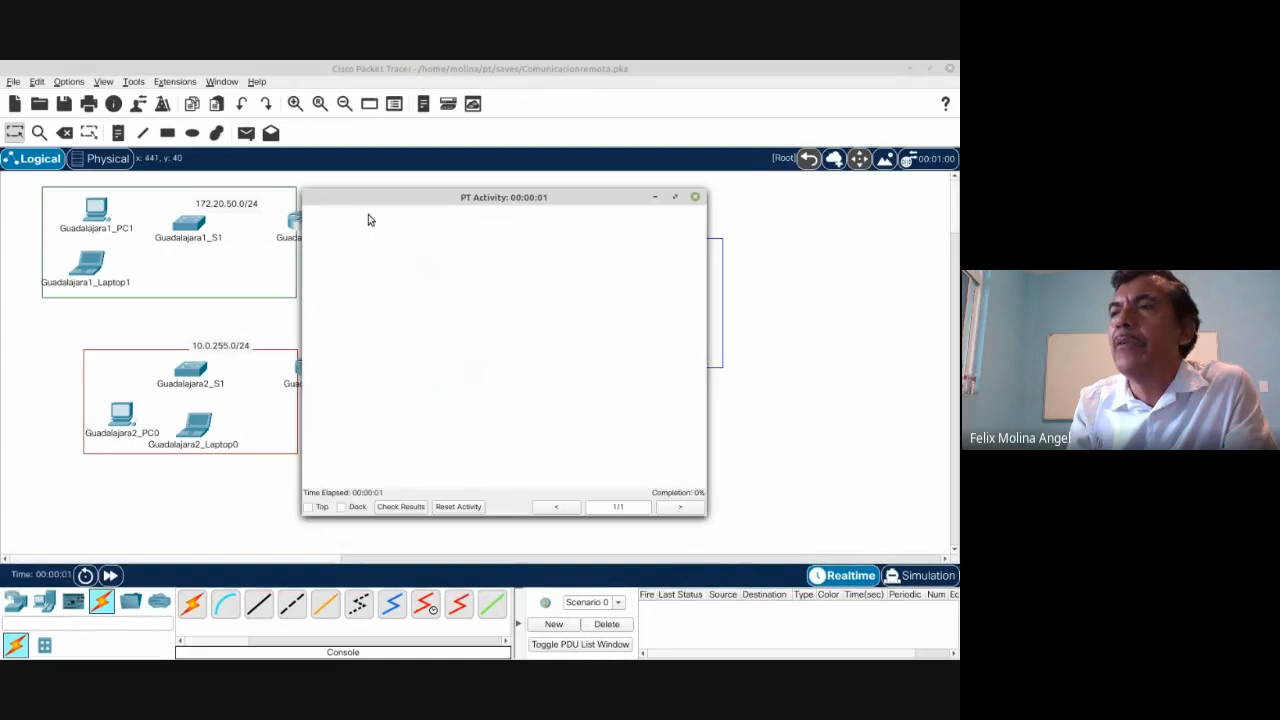 Cisco Packet Tracer - /home/molina/pt/saves/Comunicacionremota.pka
File Edit Options View Tools Extensions Window Help
?
Logical Physical x: 441, y: 40 [Root] 00:01:00
172.20.50.0/24
Guadalajara1_PC1
Guadalajara1_S1
Guada
Guadalajara1_Laptop1
10.0.255.0/24
Guadalajara2_S1
Gua
Guadalajara2_PC0
Guadalajara2_Laptop0
PT Activity: 00:00:01
Time Elapsed: 00:00:01 Completion: 0%
Top Dock Check Results Reset Activity < 1/1 >
Felix Molina Angel
Time: 00:00:01 Realtime Simulation
Scenario 0
New Delete
Toggle PDU List Window
Fire Last Status Source Destination Type Color Time(sec) Periodic Num Ec
Console